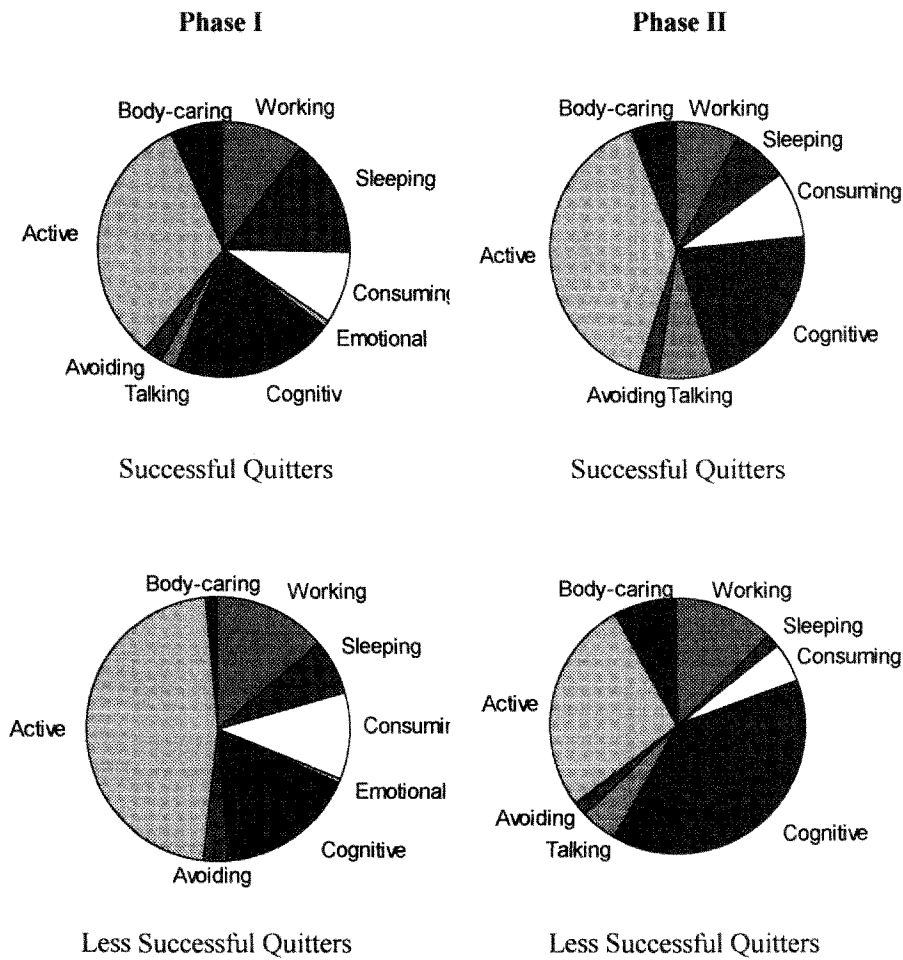 Phase I
Phase II
Body-caring
Working
Sleeping
Consuming
Emotional
Cognitiv
Talking
Avoiding
Active
Successful Quitters
Body-caring
Working
Sleeping
Consuming
Cognitive
Talking
Avoiding
Active
Successful Quitters
Body-caring
Working
Sleeping
Consumin
Emotional
Cognitive
Avoiding
Active
Less Successful Quitters
Body-caring
Working
Sleeping
Consuming
Cognitive
Talking
Avoiding
Active
Less Successful Quitters